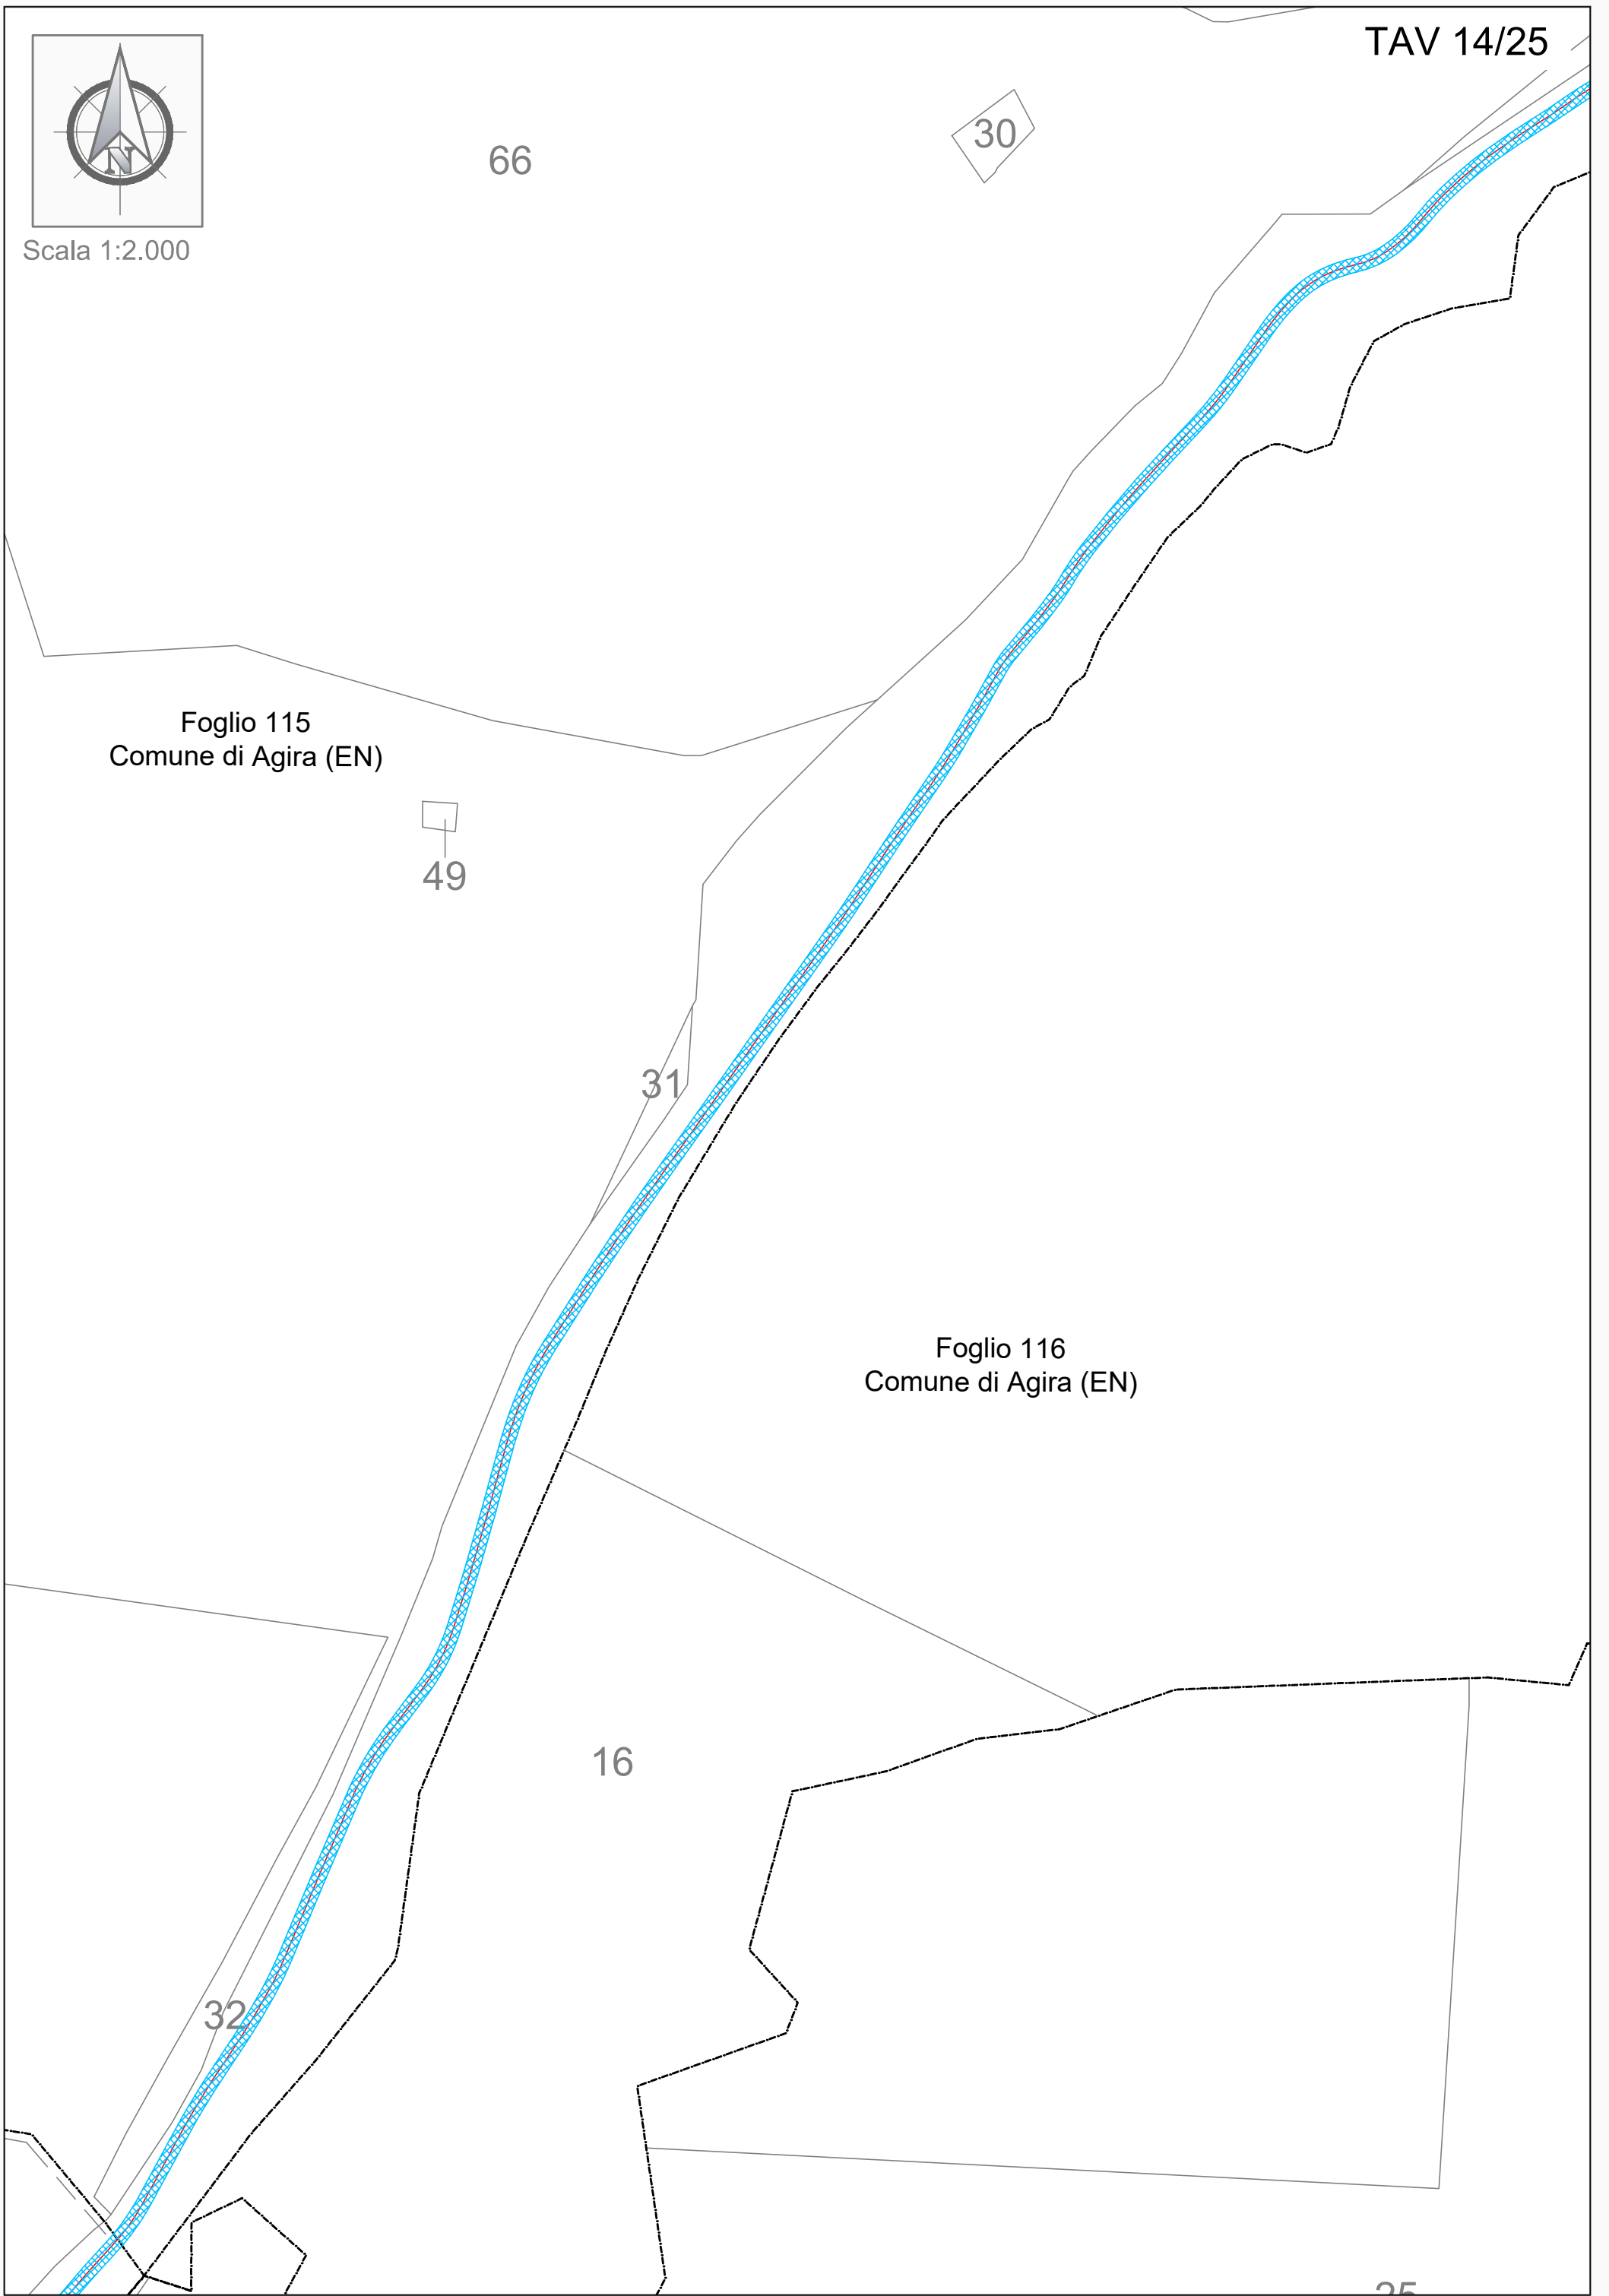 TAV 14/25
N
Scala 1:2.000
66
30
Foglio 115
Comune di Agira (EN)
49
31
Foglio 116
Comune di Agira (EN)
16
32
25